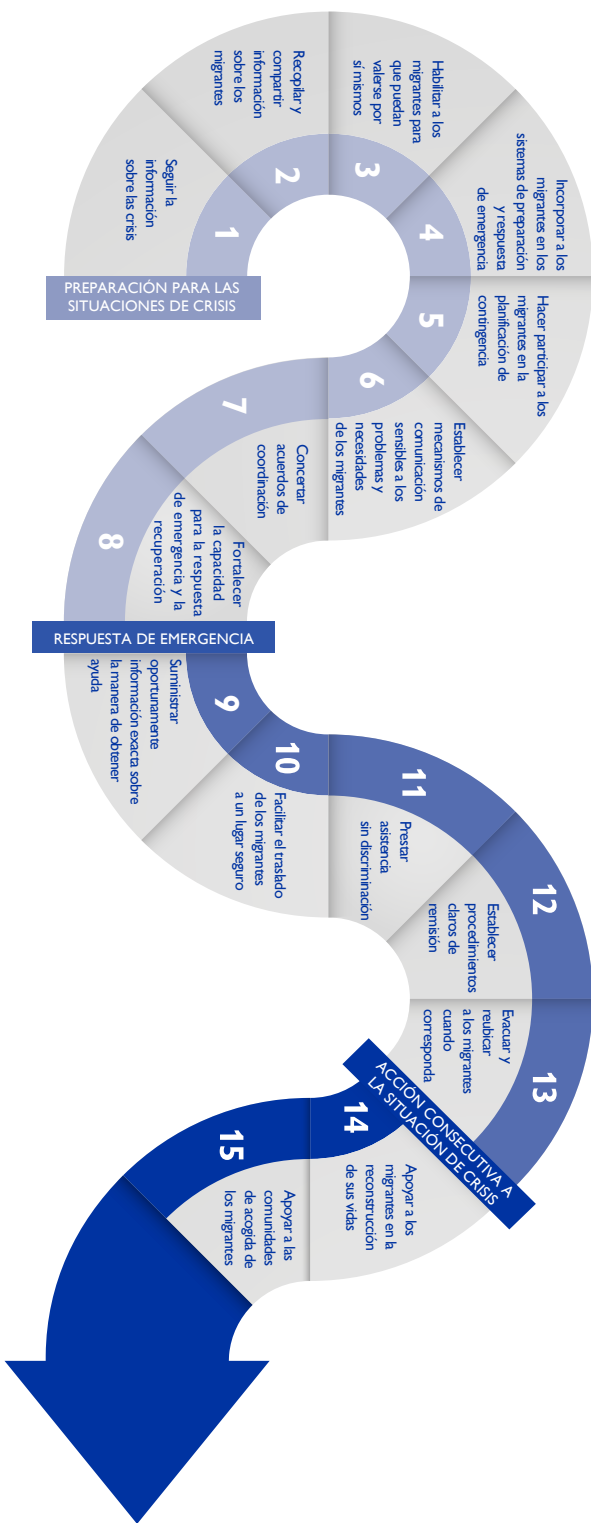 PREPARACIÓN PARA LAS
SITUACIONES DE CRISIS
1
Seguir la
información
sobre las crisis
2
Recopilar y
compartir
información
sobre los
migrantes
3
Habilitar a los
migrantes para
que puedan
valerse por
sí mismos
4
Incorporar a los
migrantes en los
sistemas de preparación
y respuesta
de emergencia
5
Hacer participar a los
migrantes en la
planificación de
contingencia
6
Establecer
mecanismos de
comunicación
sensibles a los
problemas y
necesidades
de los migrantes
7
Concertar
acuerdos de
coordinación
8
Fortalecer
la capacidad
para la respuesta
de emergencia y la
recuperación
RESPUESTA DE EMERGENCIA
9
Suministrar
oportunamente
información exacta sobre
la manera de obtener
ayuda
10
Facilitar el traslado
de los migrantes
a un lugar seguro
11
Prestar
asistencia
sin discriminación
12
Establecer
procedimientos
claros de
remisión
13
Evacuar y
reubicar
a los migrantes
cuando
corresponda
ACCIÓN CONSECUTIVA A
LA SITUACIÓN DE CRISIS
14
Apoyar a los
migrantes en la
reconstrucción
de sus vidas
15
Apoyar a las
comunidades
de acogida de
los migrantes